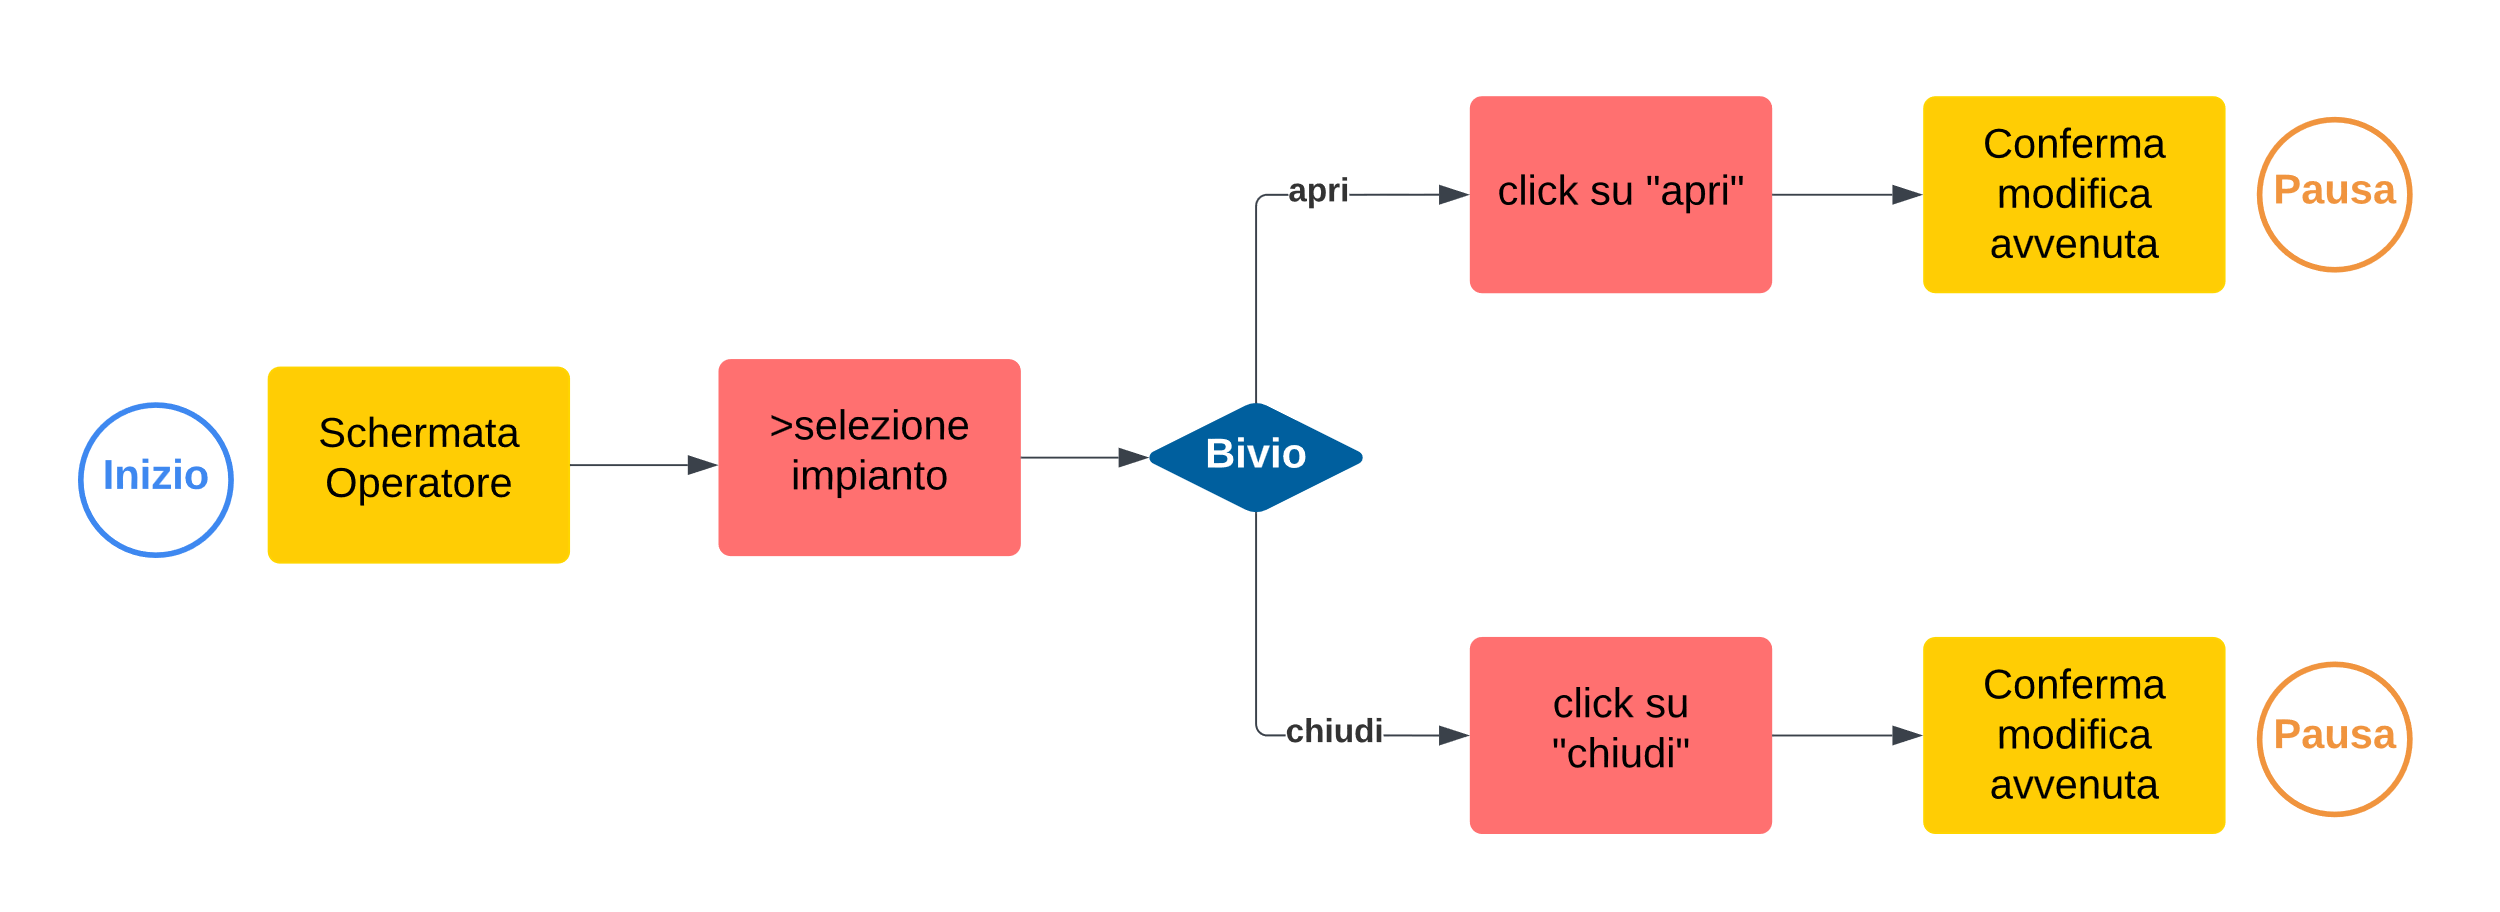 Inzio
Schermata
Operatore
>selezione
impianto
Bivio
apri
click su "apri"
Conferma
modifica
avvenuta
Pausa
chiudi
click su
"chiudi"
Conferma
modifica
avvenuta
Pausa